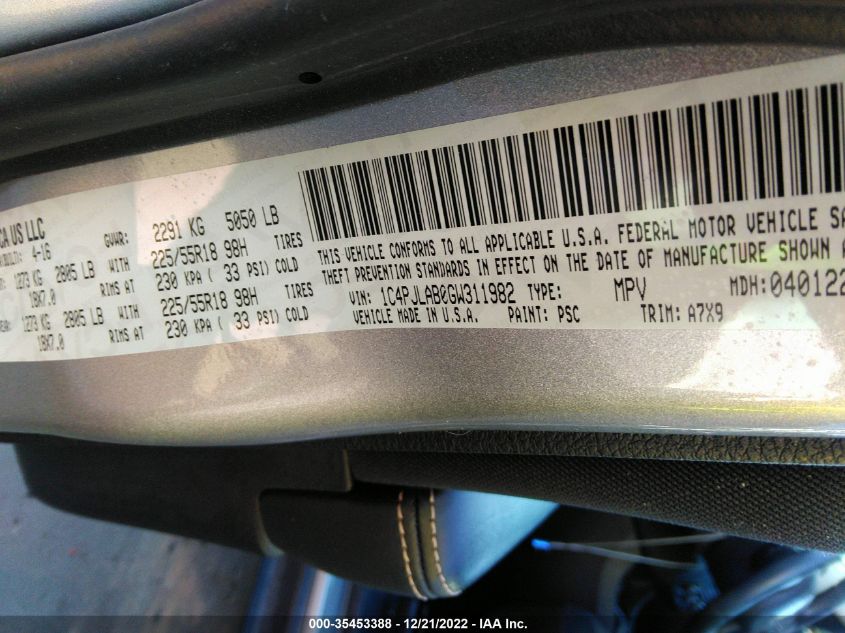 CA US LLC
4-16
GVWR: 2291 KG 5050 LB
1273 KG 2805 LB WITH 225/55R18 98H TIRES
18X7.0 RIMS AT 230 KPA ( 33 PSI) COLD
1273 KG 2805 LB WITH 225/55R18 98H TIRES
18X7.0 RIMS AT 230 KPA ( 33 PSI) COLD
THIS VEHICLE CONFORMS TO ALL APPLICABLE U.S.A. FEDERAL MOTOR VEHICLE SA
THEFT PREVENTION STANDARDS IN EFFECT ON THE DATE OF MANUFACTURE SHOWN A
VIN: 1C4PJLAB0GW311982 TYPE: MPV MDH:040122
VEHICLE MADE IN U.S.A. PAINT: PSC TRIM: A7X9
000-35453388 - 12/21/2022 - IAA Inc.